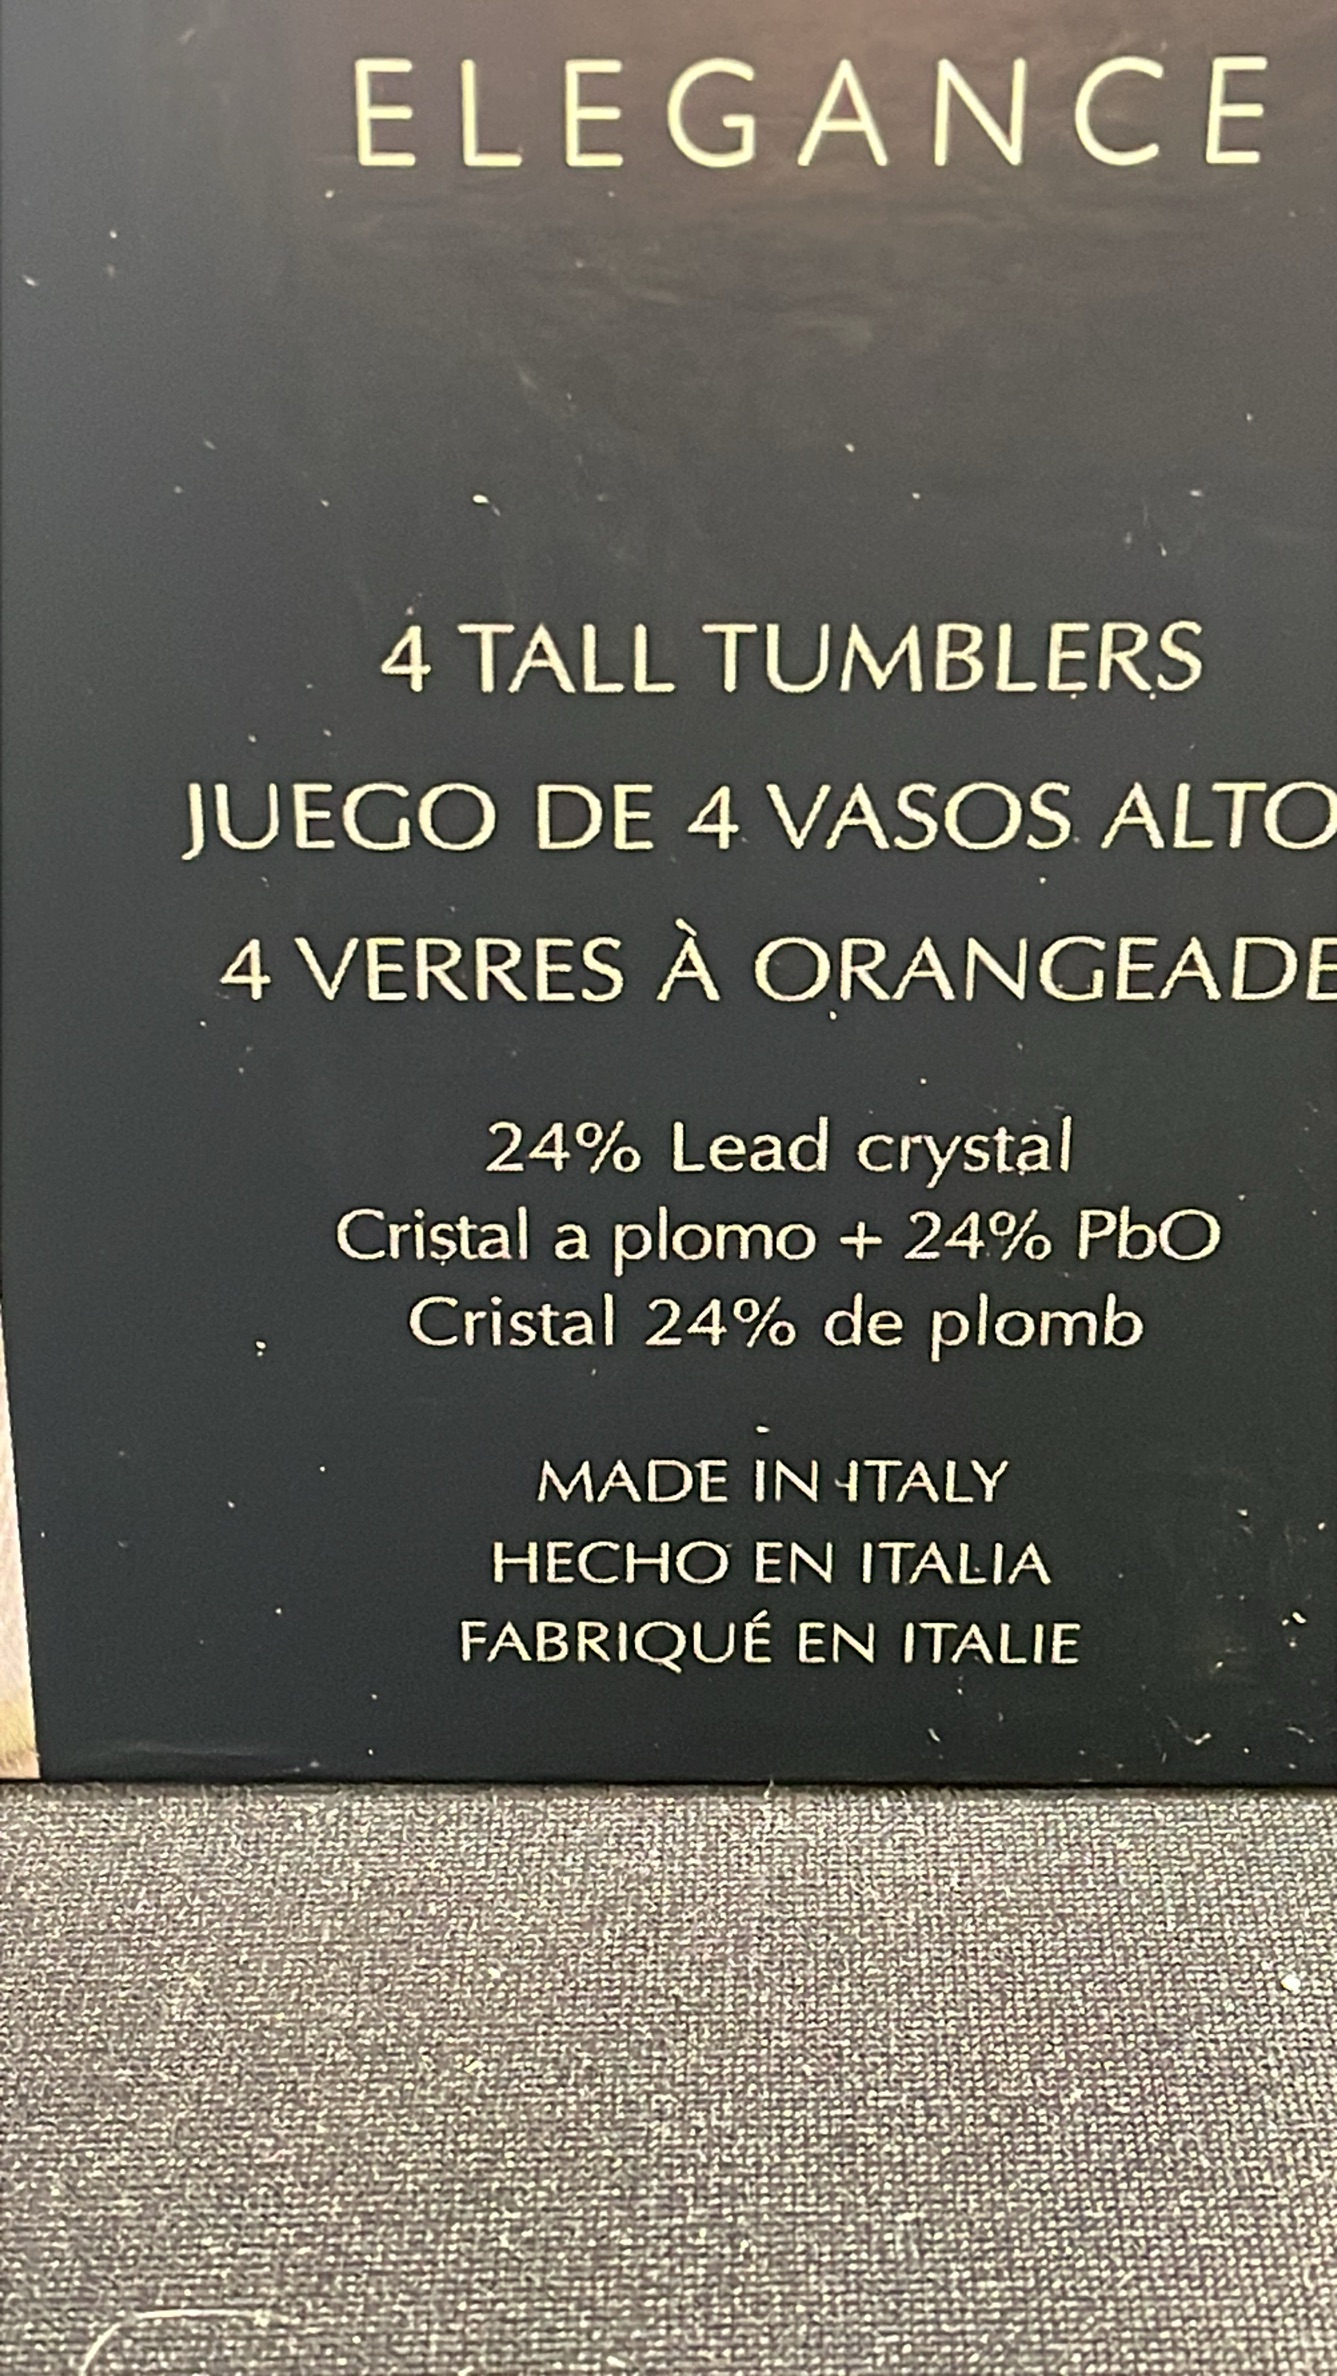 ELEGANCE
4 TALL TUMBLERS
JUEGO DE 4 VASOS ALTO
4 VERRES À ORANGEADE
24% Lead crystal
Cristal a plomo + 24% PbO
Cristal 24% de plomb
MADE IN ITALY
HECHO EN ITALIA
FABRIQUÉ EN ITALIE